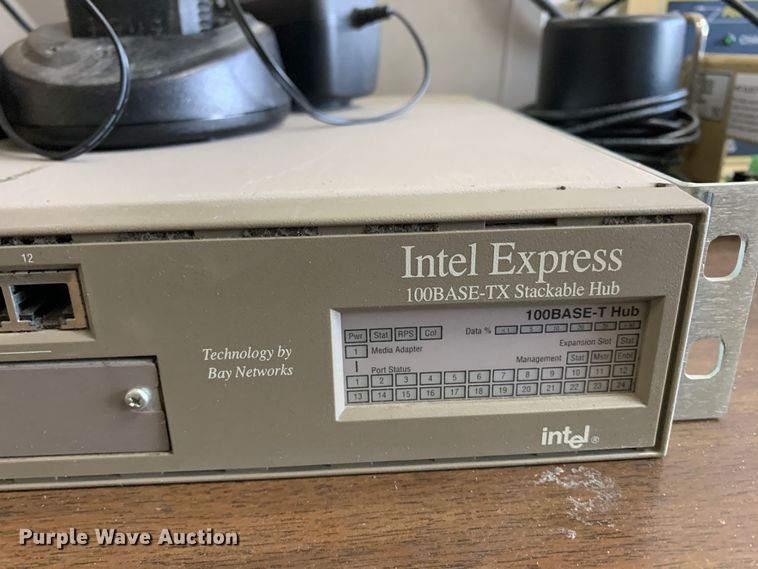 12
Intel Express
100BASE-TX Stackable Hub
Technology by
Bay Networks
100BASE-T Hub
Pwr Stat RPS Col Data %
Expansion Slot Stat
1 Media Adapter
Management Stat Mstr Enbl
Port Status
1 2 3 4 5 6 7 8 9 10 11 12
13 14 15 16 17 18 19 20 21 22 23 24
intel ®
Purple Wave Auction